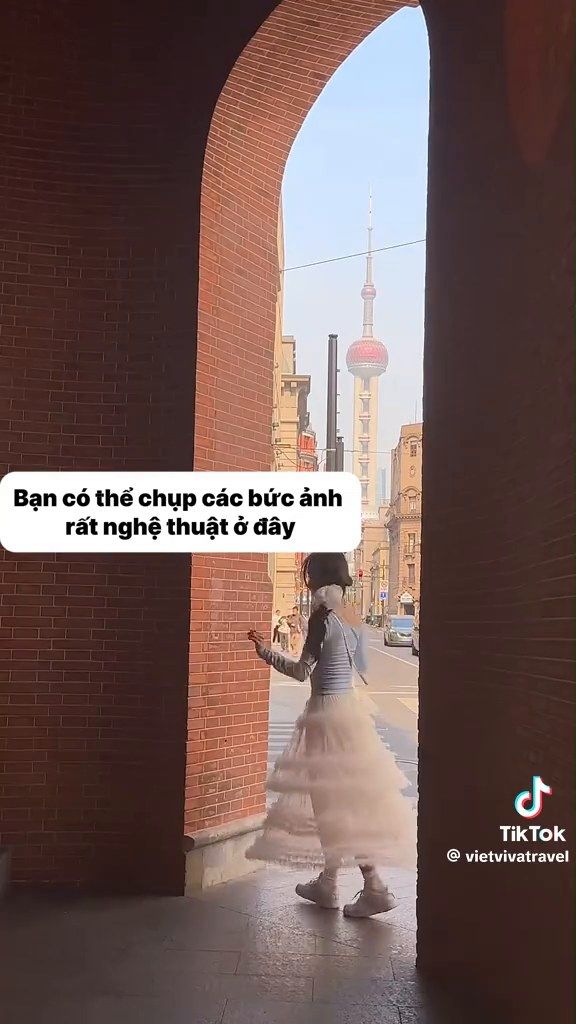 Bạn có thể chụp các bức ảnh
rất nghệ thuật ở đây
TikTok
@ vietvivatravel